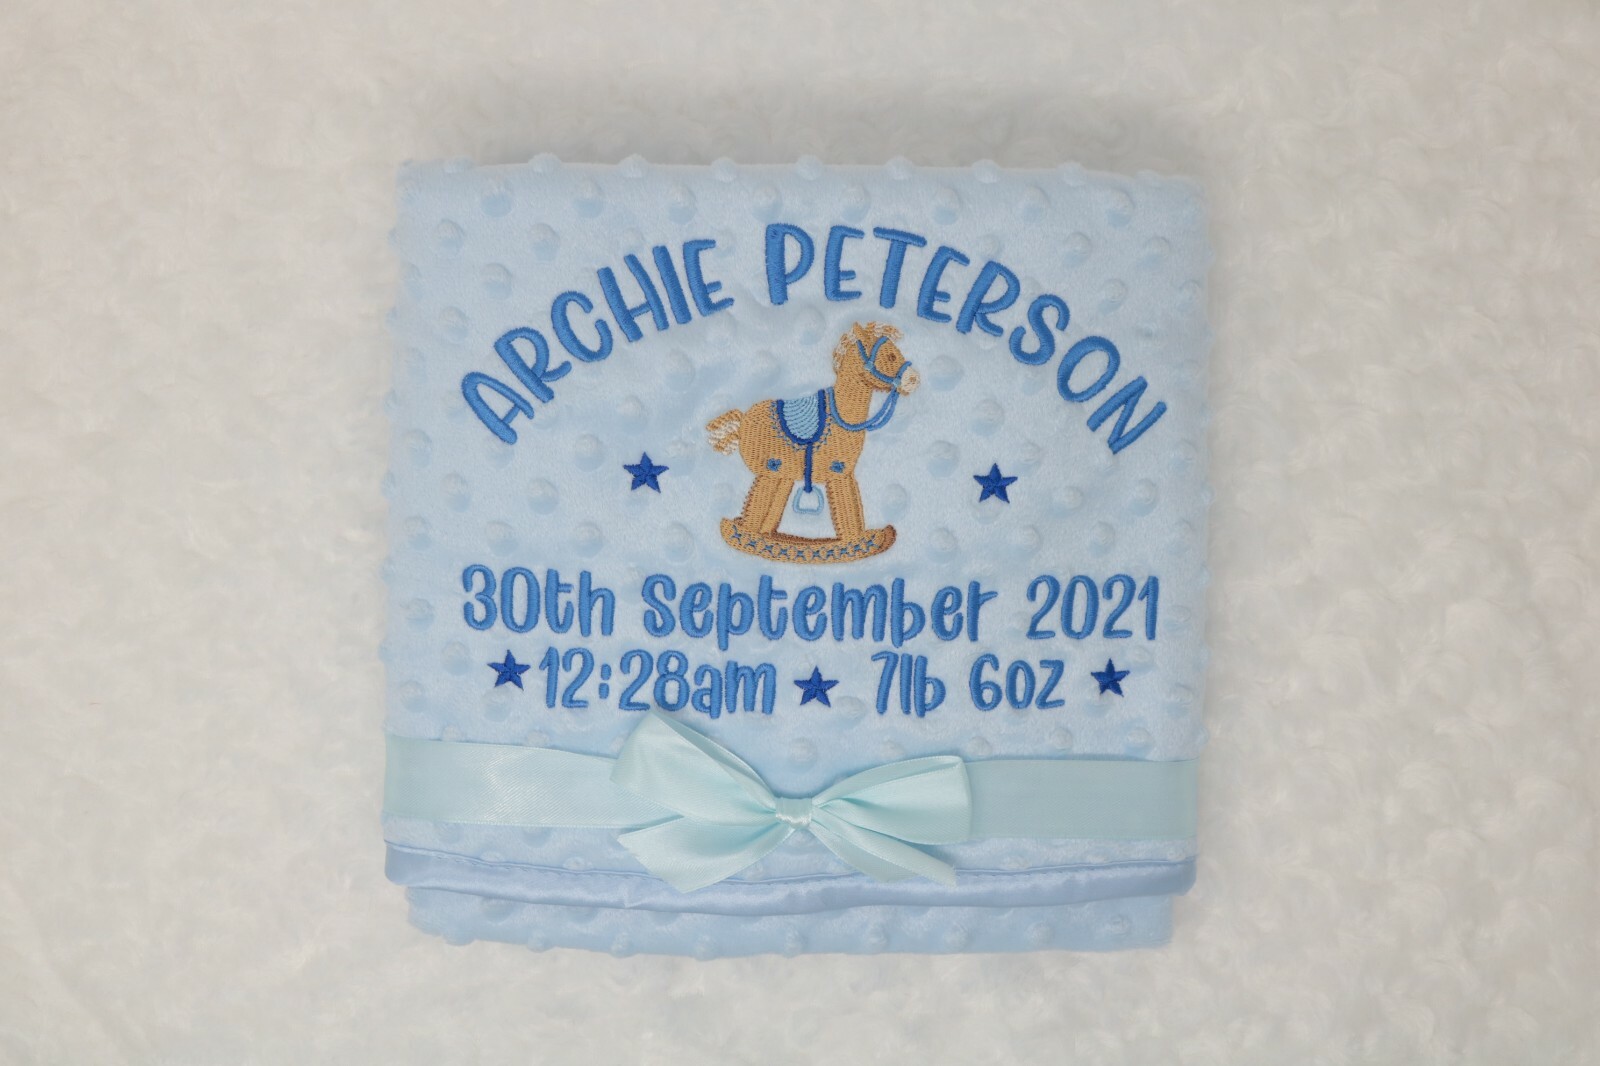 ARCHIE PETERSON
30th September 2021
12:28am 7lb 6oz